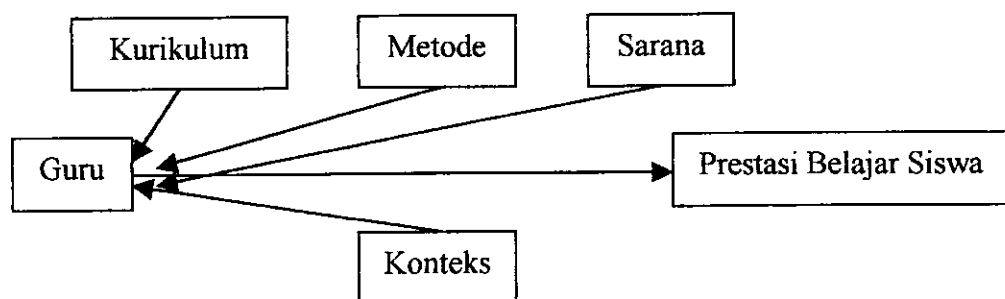 Kurikulum
Metode
Sarana
Guru
Prestasi Belajar Siswa
Konteks